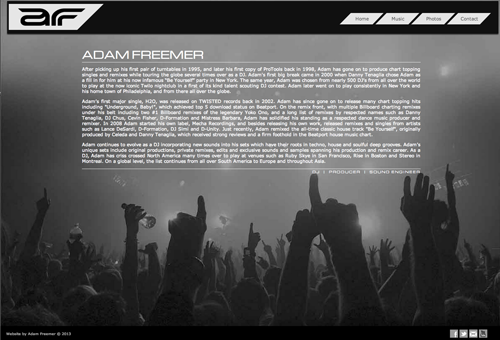 ar
Home
Music
Photos
Contact
ADAM FREEMER
After picking up his first pair of turntables in 1995, and later his first copy of ProTools back in 1998, Adam has gone on to produce chart topping
singles and remixes while touring the globe several times over as a DJ. Adam's first big break came in 2000 when Danny Tenaglia chose Adam as
a fill in for him at his now infamous "Be Yourself" party in New York. The same year, Adam was chosen from nearly 500 DJ's from all over the world
to play at the now iconic Twilo nightclub in a first of its kind talent scouting DJ contest. Adam later went on to play consistently in New York and
his home town of Philadelphia, and from there all over the globe.
Adam's first major single, H2O, was released on TWISTED records back in 2002. Adam has since gone on to release many chart topping hits
including "Underground, Baby!", which achieved top 5 download status on Beatport. On the remix front, with multiple Billboard charting remixes
under his belt including two #1 Billboard remixes of the legendary Yoko Ono, and a long list of remixes by respected names such as Danny
Tenaglia, DJ Chus, Cevin Fisher, D-Formation and Mistress Barbara, Adam has solidified his standing as a respected dance music producer and
remixer. In 2008 Adam started his own label, Macha Recordings, and besides releasing his own work, released remixes and singles from artists
such as Lance DeSardi, D-Formation, DJ Simi and D-Unity. Just recently, Adam remixed the all-time classic house track "Be Yourself", originally
produced by Celeda and Danny Tenaglia, which received strong reviews and a firm foothold in the Beatport house music chart.
Adam continues to evolve as a DJ incorporating new sounds into his sets which have their roots in techno, house and soulful deep grooves. Adam's
unique sets include original productions, private remixes, edits and exclusive sounds and samples spanning his production and remix career. As a
DJ, Adam has criss crossed North America many times over to play at venues such as Ruby Skye in San Francisco, Rise in Boston and Stereo in
Montreal. On a global level, the list continues from all over South America to Europe and throughout Asia.
DJ | PRODUCER | SOUND ENGINEER
Website by Adam Freemer © 2013